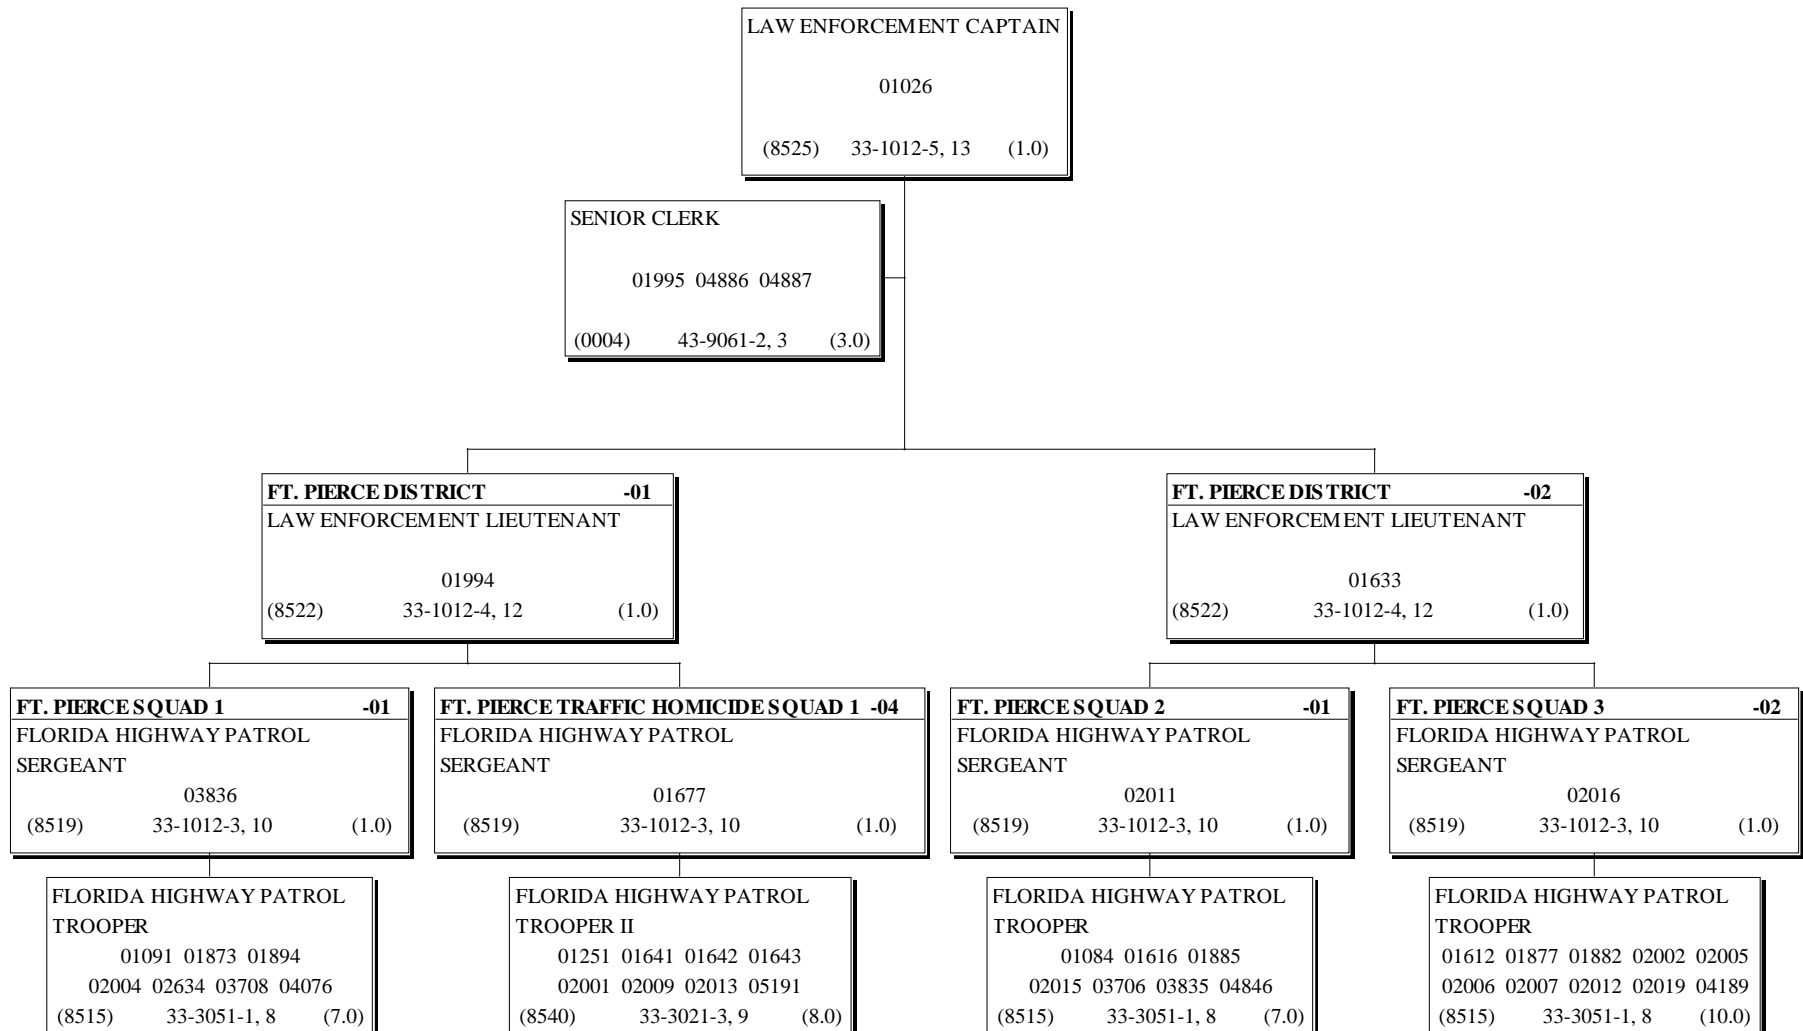 LAW ENFORCEMENT CAPTAIN
01026
(8525) 33-1012-5, 13 (1.0)
SENIOR CLERK
01995 04886 04887
(0004) 43-9061-2, 3 (3.0)
FT. PIERCE DISTRICT -01
LAW ENFORCEMENT LIEUTENANT
01994
(8522) 33-1012-4, 12 (1.0)
FT. PIERCE DISTRICT -02
LAW ENFORCEMENT LIEUTENANT
01633
(8522) 33-1012-4, 12 (1.0)
FT. PIERCE SQUAD 1 -01
FLORIDA HIGHWAY PATROL
SERGEANT
03836
(8519) 33-1012-3, 10 (1.0)
FT. PIERCE TRAFFIC HOMICIDE SQUAD 1 -04
FLORIDA HIGHWAY PATROL
SERGEANT
01677
(8519) 33-1012-3, 10 (1.0)
FT. PIERCE SQUAD 2 -01
FLORIDA HIGHWAY PATROL
SERGEANT
02011
(8519) 33-1012-3, 10 (1.0)
FT. PIERCE SQUAD 3 -02
FLORIDA HIGHWAY PATROL
SERGEANT
02016
(8519) 33-1012-3, 10 (1.0)
FLORIDA HIGHWAY PATROL
TROOPER
01091 01873 01894
02004 02634 03708 04076
(8515) 33-3051-1, 8 (7.0)
FLORIDA HIGHWAY PATROL
TROOPER II
01251 01641 01642 01643
02001 02009 02013 05191
(8540) 33-3021-3, 9 (8.0)
FLORIDA HIGHWAY PATROL
TROOPER
01084 01616 01885
02015 03706 03835 04846
(8515) 33-3051-1, 8 (7.0)
FLORIDA HIGHWAY PATROL
TROOPER
01612 01877 01882 02002 02005
02006 02007 02012 02019 04189
(8515) 33-3051-1, 8 (10.0)